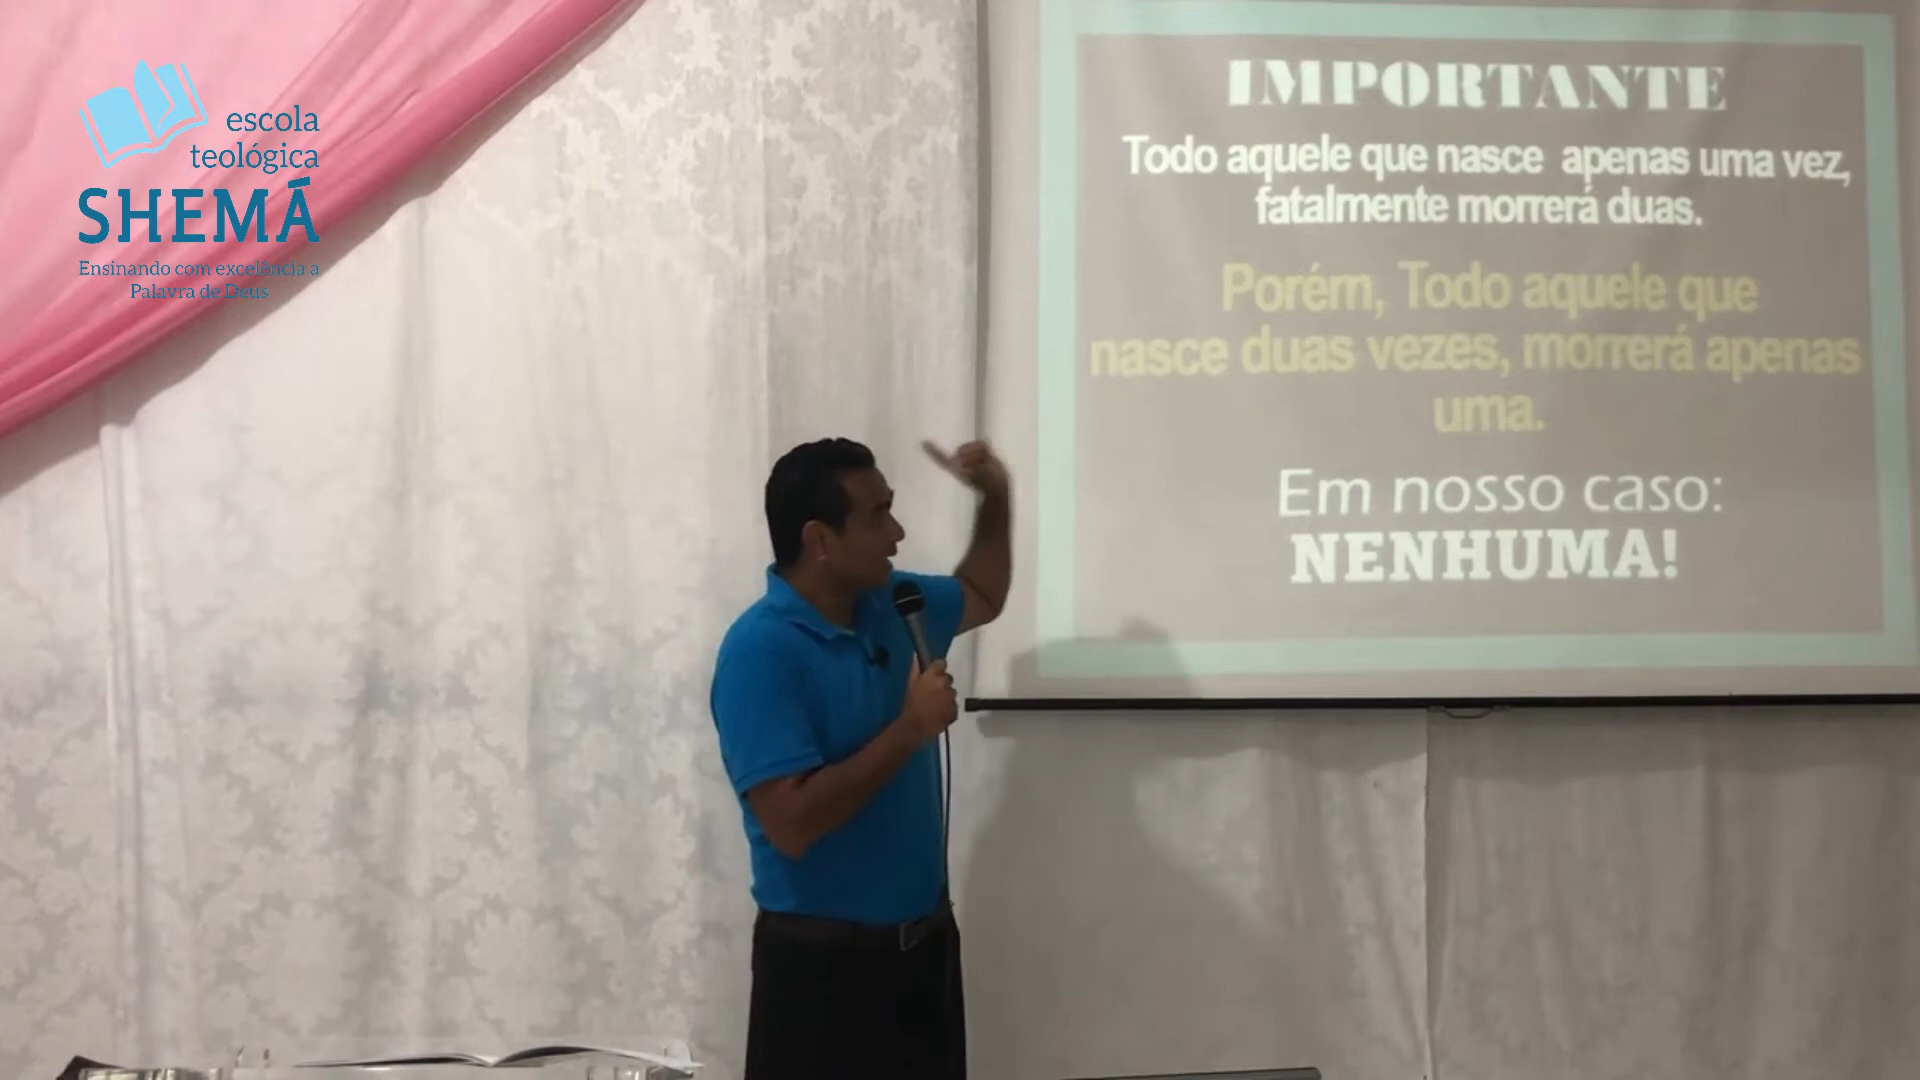 escola
teológica
SHEMÁ
Ensinando com excelência a
Palavra de Deus
IMPORTANTE
Todo aquele que nasce apenas uma vez,
fatalmente morrerá duas.
Porém, Todo aquele que
nasce duas vezes, morrerá apenas
uma.
Em nosso caso:
NENHUMA!